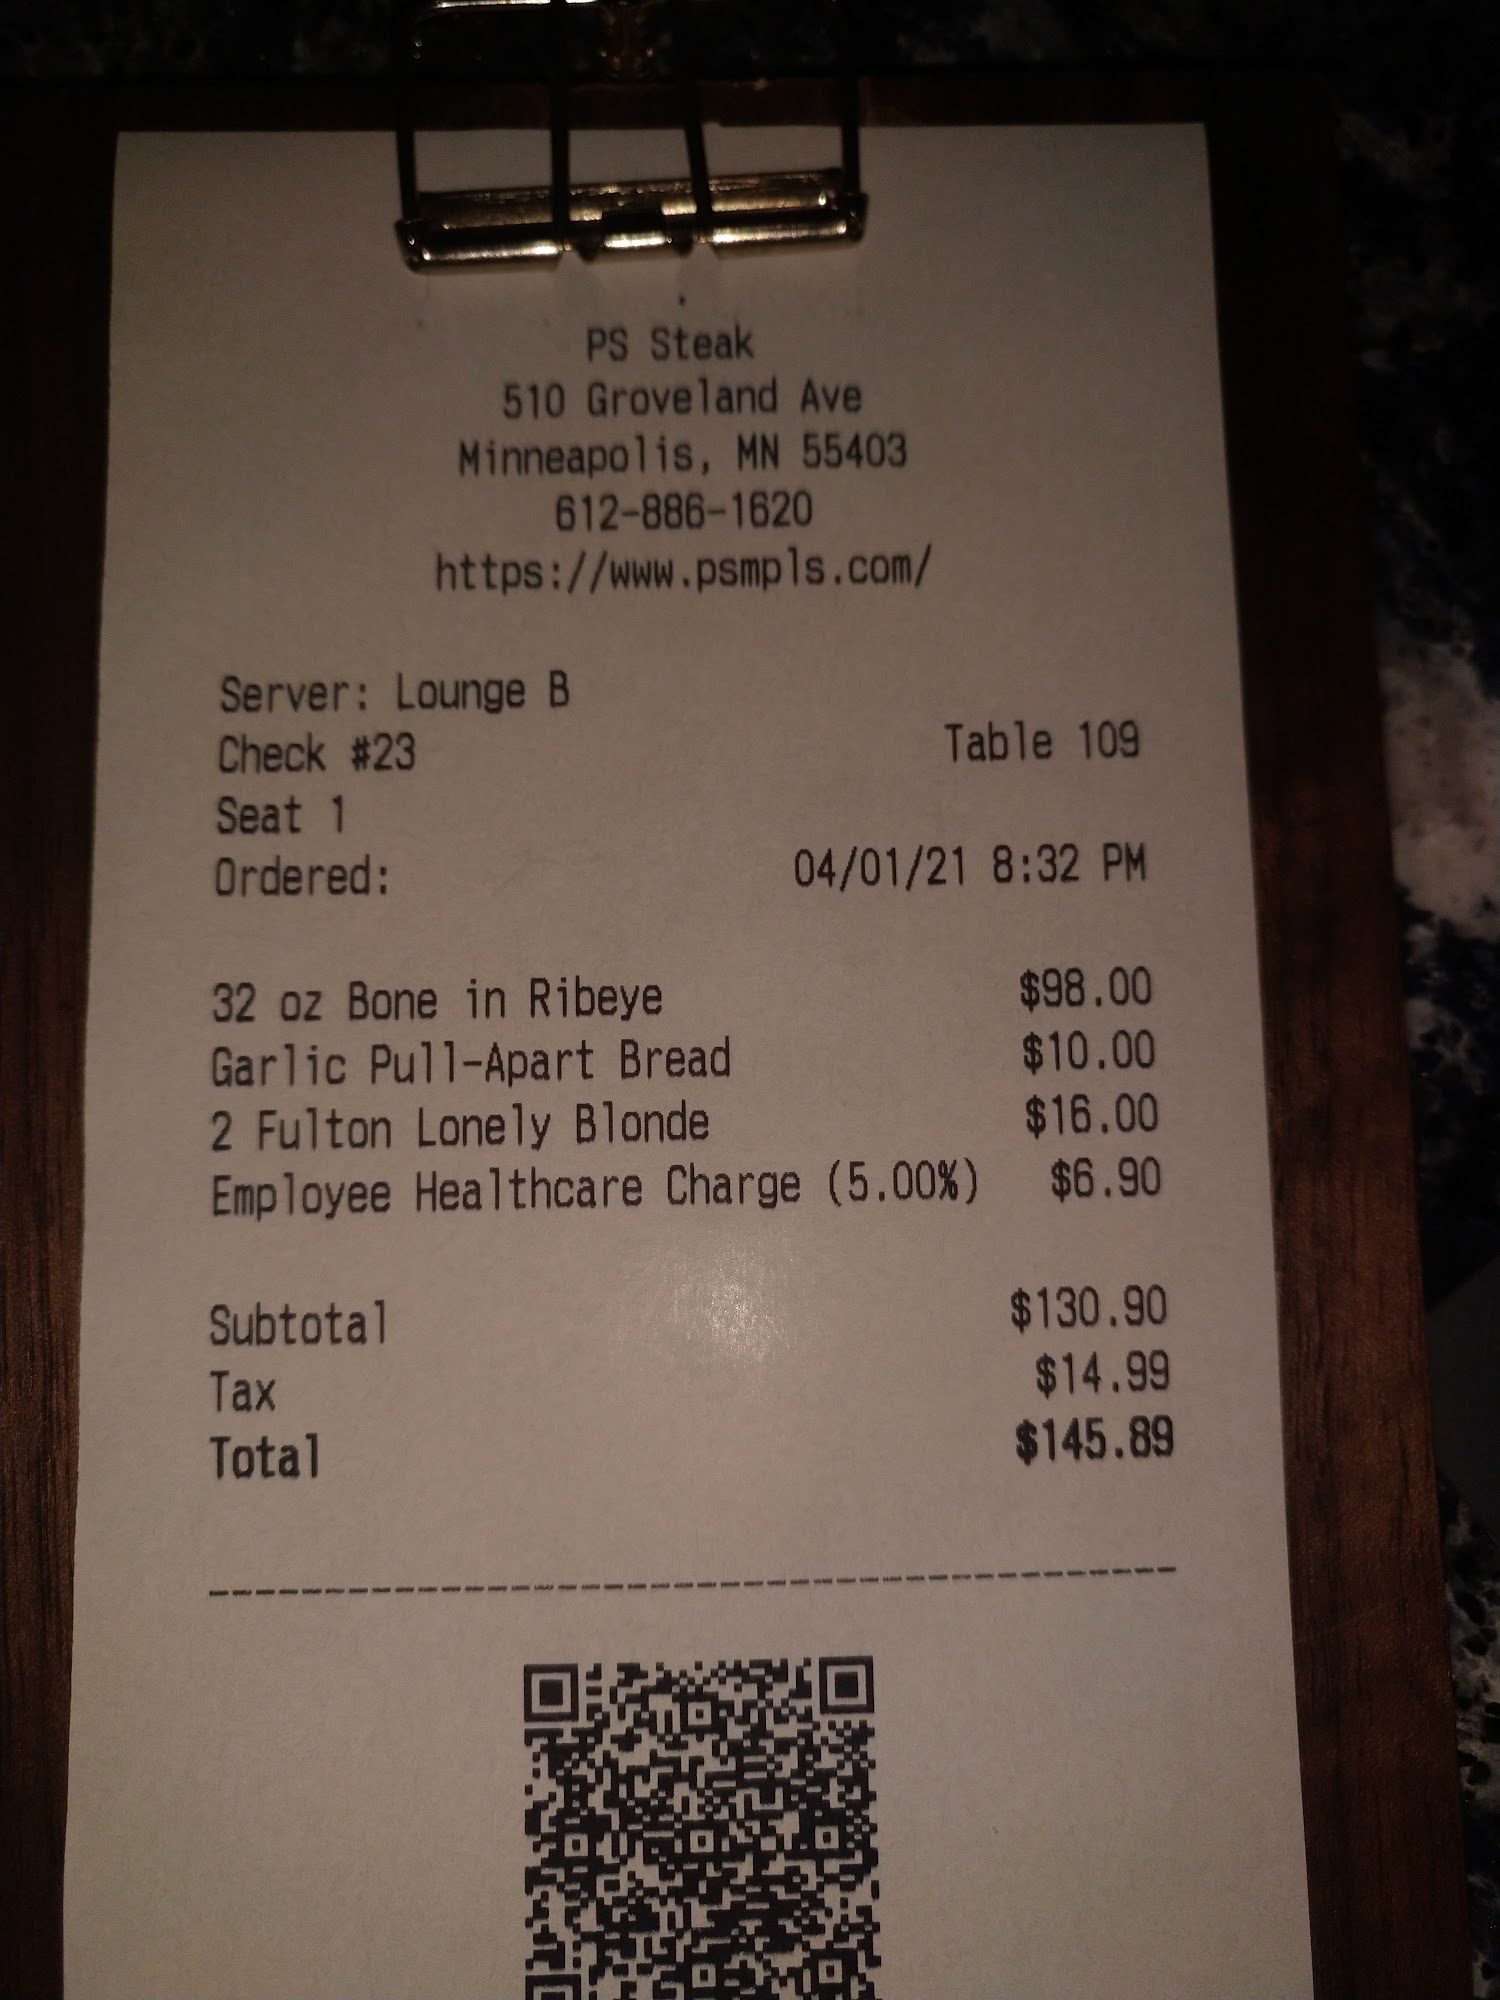 PS Steak
510 Groveland Ave
Minneapolis, MN 55403
612-886-1620
https://www.psmpls.com/
Server: Lounge B
Check #23 Table 109
Seat 1
Ordered: 04/01/21 8:32 PM
32 oz Bone in Ribeye $98.00
Garlic Pull-Apart Bread $10.00
2 Fulton Lonely Blonde $16.00
Employee Healthcare Charge (5.00%) $6.90
Subtotal $130.90
Tax $14.99
Total $145.89